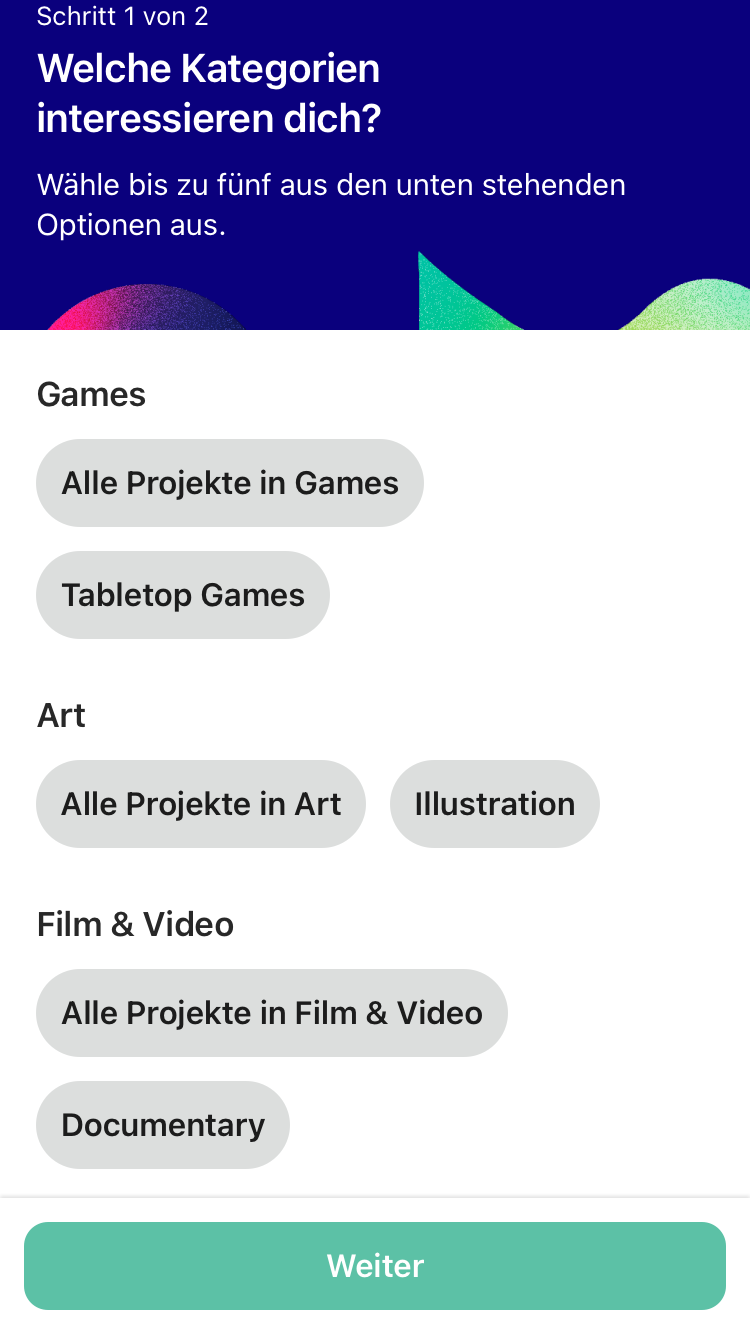 Schritt 1 von 2
Welche Kategorien
interessieren dich?
Wähle bis zu fünf aus den unten stehenden
Optionen aus.
Games
Alle Projekte in Games
Tabletop Games
Art
Alle Projekte in Art
Illustration
Film & Video
Alle Projekte in Film & Video
Documentary
Weiter